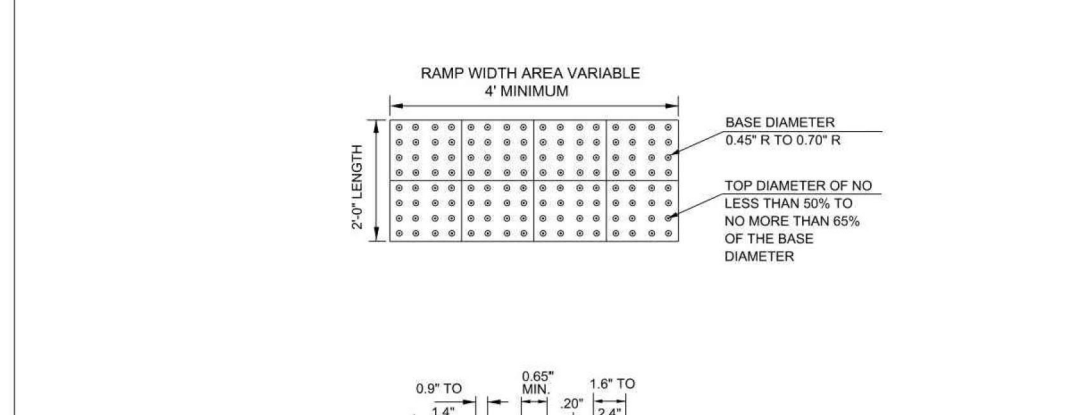 RAMP WIDTH AREA VARIABLE
4' MINIMUM
2'-0" LENGTH
BASE DIAMETER
0.45" R TO 0.70" R
TOP DIAMETER OF NO
LESS THAN 50% TO
NO MORE THAN 65%
OF THE BASE
DIAMETER
0.9" TO
1.4"
0.65"
MIN.
.20"
1.6" TO
2.4"